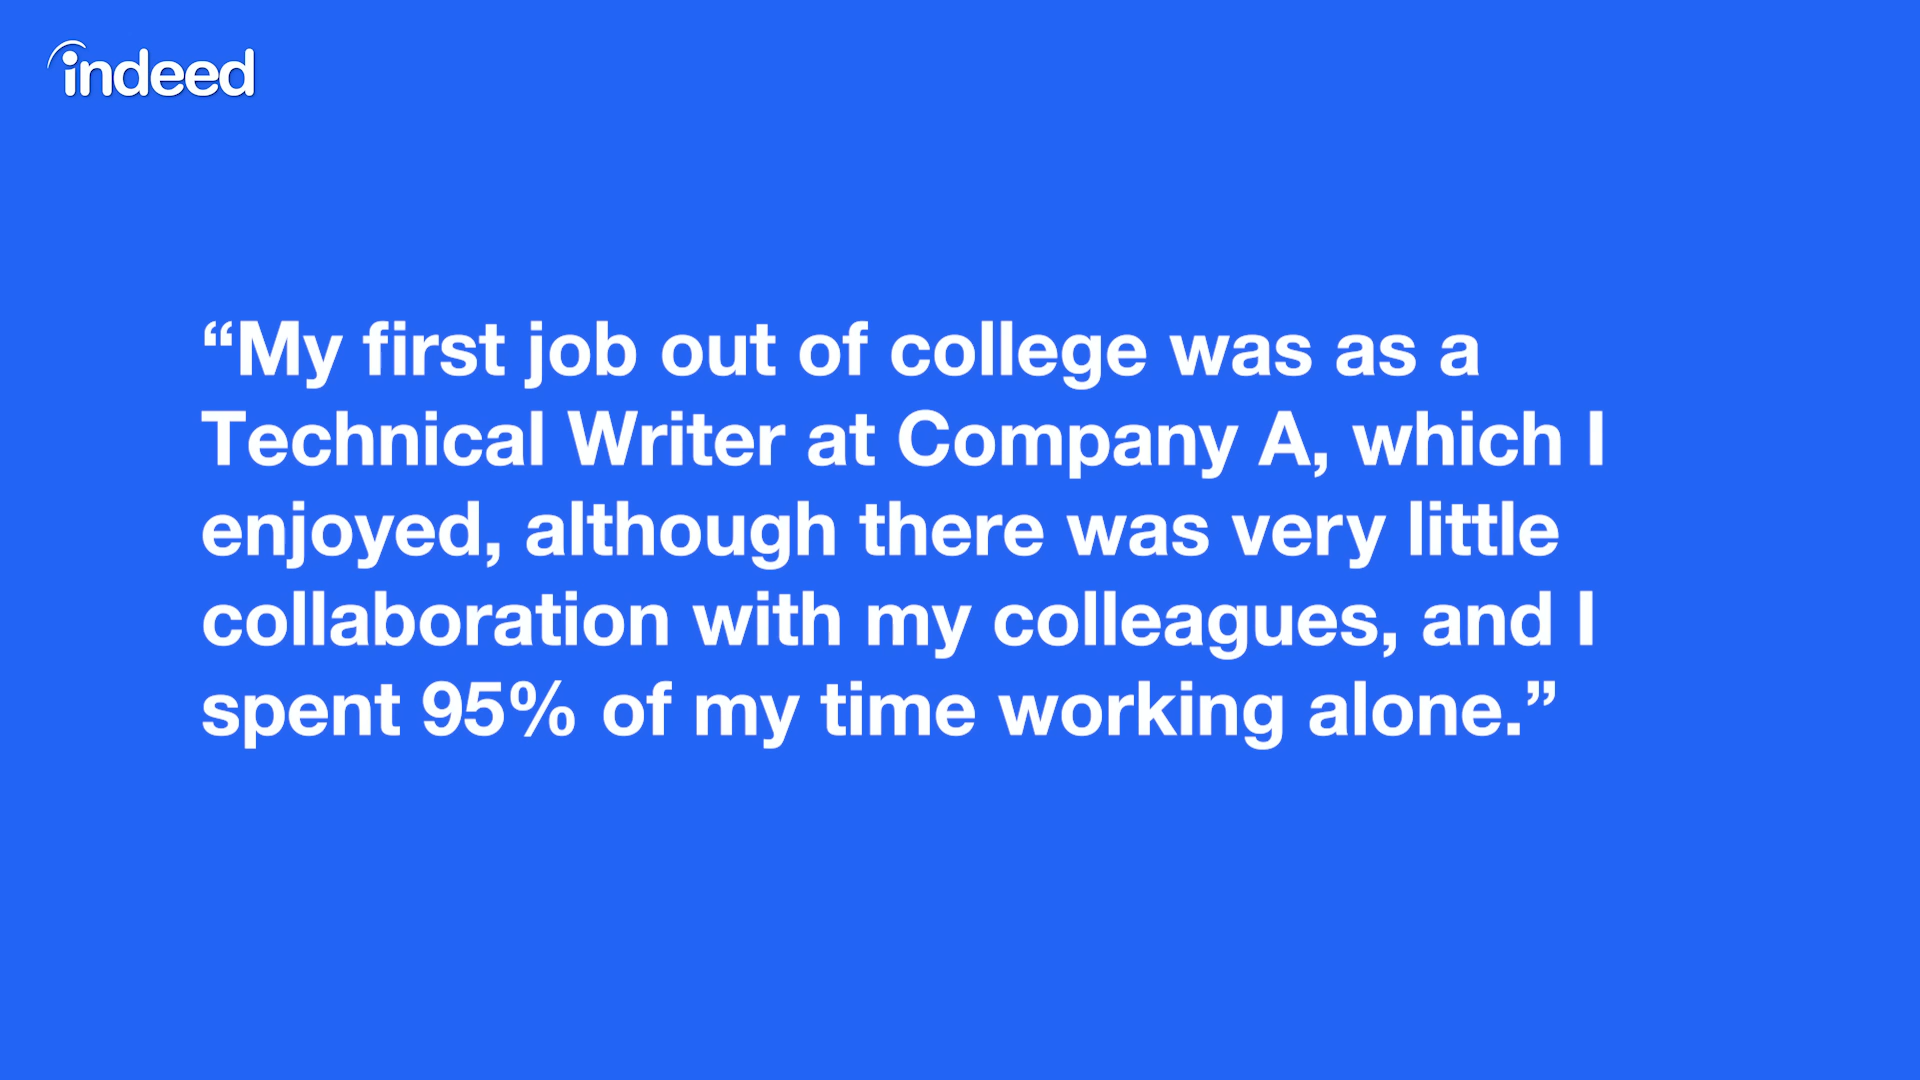 indeed
“My first job out of college was as a
Technical Writer at Company A, which I
enjoyed, although there was very little
collaboration with my colleagues, and I
spent 95% of my time working alone.”